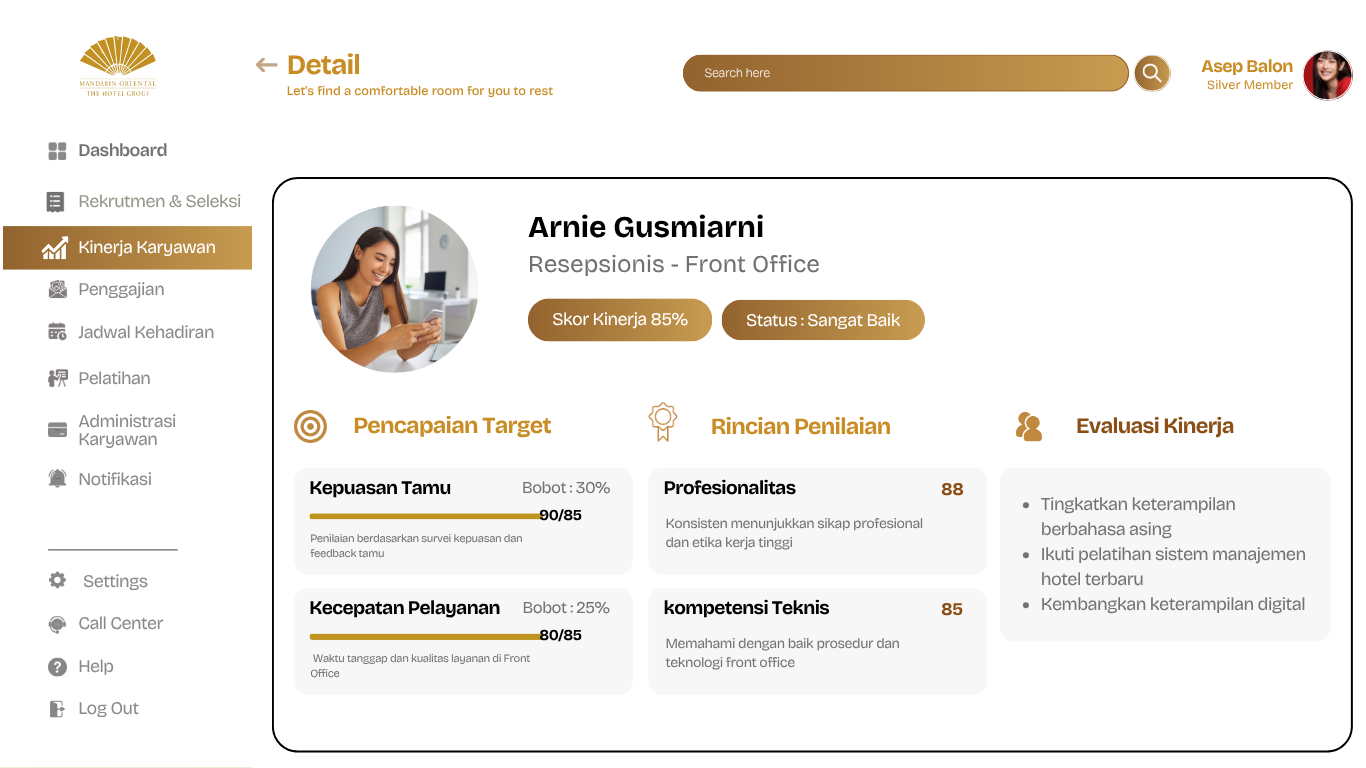 MANDARIN ORIENTAL
THE HOTEL GROUP
Detail
Let's find a comfortable room for you to rest
Search here
Asep Balon
Silver Member
Dashboard
Rekrutmen & Seleksi
Kinerja Karyawan
Penggajian
Jadwal Kehadiran
Pelatihan
Administrasi
Karyawan
Notifikasi
Settings
Call Center
Help
Log Out
Arnie Gusmiarni
Resepsionis - Front Office
Skor Kinerja 85%
Status : Sangat Baik
Pencapaian Target
Kepuasan Tamu
Bobot : 30%
90/85
Penilaian berdasarkan survei kepuasan dan
feedback tamu
Kecepatan Pelayanan
Bobot : 25%
80/85
Waktu tanggap dan kualitas layanan di Front
Office
Rincian Penilaian
Profesionalitas
88
Konsisten menunjukkan sikap profesional
dan etika kerja tinggi
kompetensi Teknis
85
Memahami dengan baik prosedur dan
teknologi front office
Evaluasi Kinerja
• Tingkatkan keterampilan
berbahasa asing
• Ikuti pelatihan sistem manajemen
hotel terbaru
• Kembangkan keterampilan digital